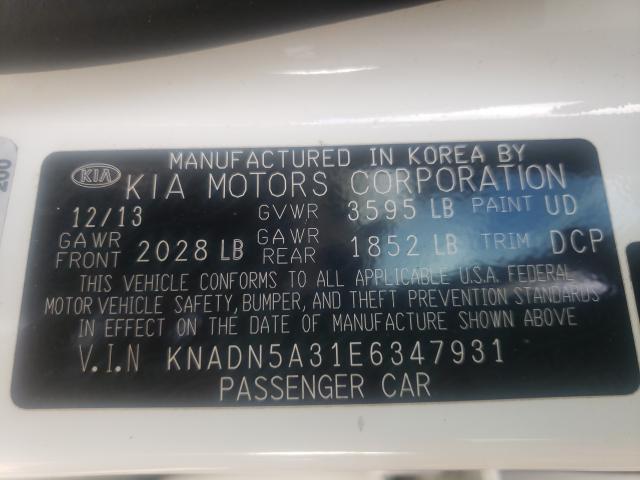 MANUFACTURED IN KOREA BY
KIA KIA MOTORS CORPORATION
12/13 GVWR 3595 LB PAINT UD
GAWR FRONT 2028 LB GAWR REAR 1852 LB TRIM DCP
THIS VEHICLE CONFORMS TO ALL APPLICABLE U.S.A. FEDERAL
MOTOR VEHICLE SAFETY, BUMPER, AND THEFT PREVENTION STANDARDS
IN EFFECT ON THE DATE OF MANUFACTURE SHOWN ABOVE
V.I.N KNADN5A31E6347931
PASSENGER CAR